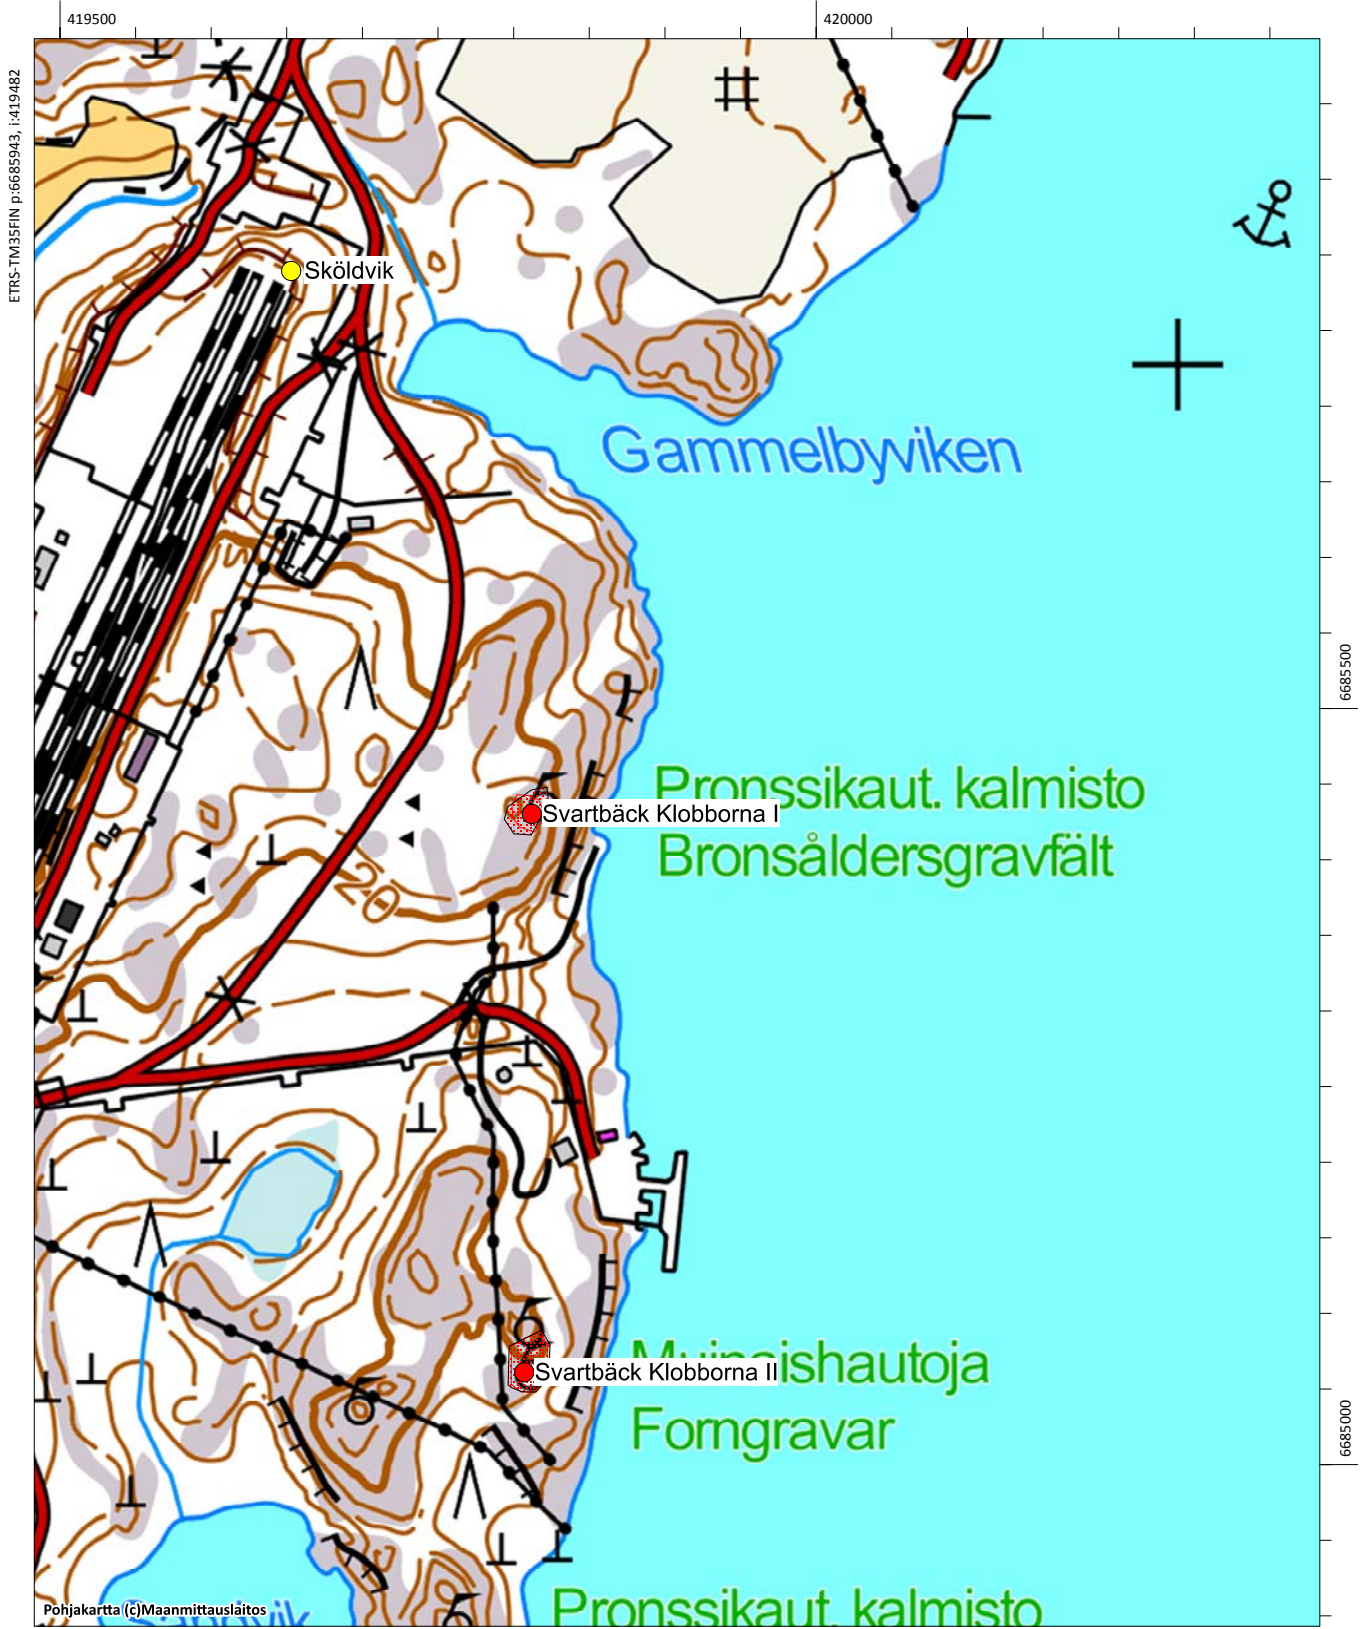 419500
420000
ETRS-TM35FIN p:6685943, i:419482
Sköldvik
Gammelbyviken
6685500
Pronssikaut. kalmisto
Svartbäck Klobborna I
Bronsåldersgravfält
20
Muinaishautoja
Svartbäck Klobborna II
Forngravar
6685000
Pronssikaut. kalmisto
Pohjakartta (c)Maanmittauslaitos